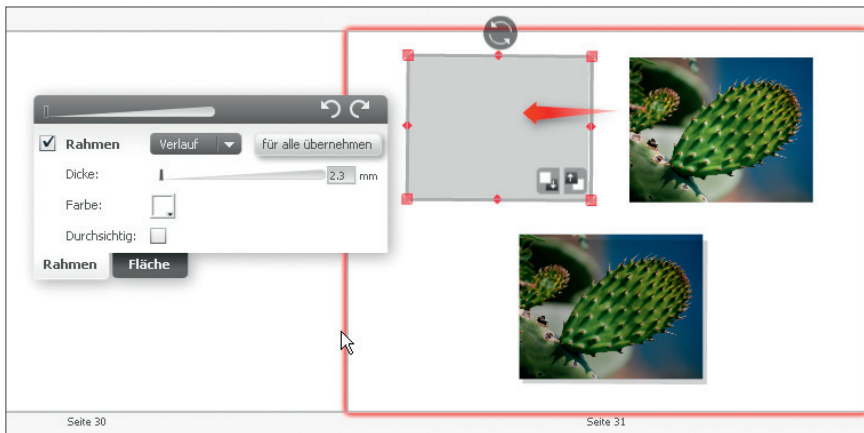 Rahmen Verlauf für alle übernehmen
Dicke: 2.3 mm
Farbe:
Durchsichtig:
Rahmen Fläche
Seite 30 Seite 31